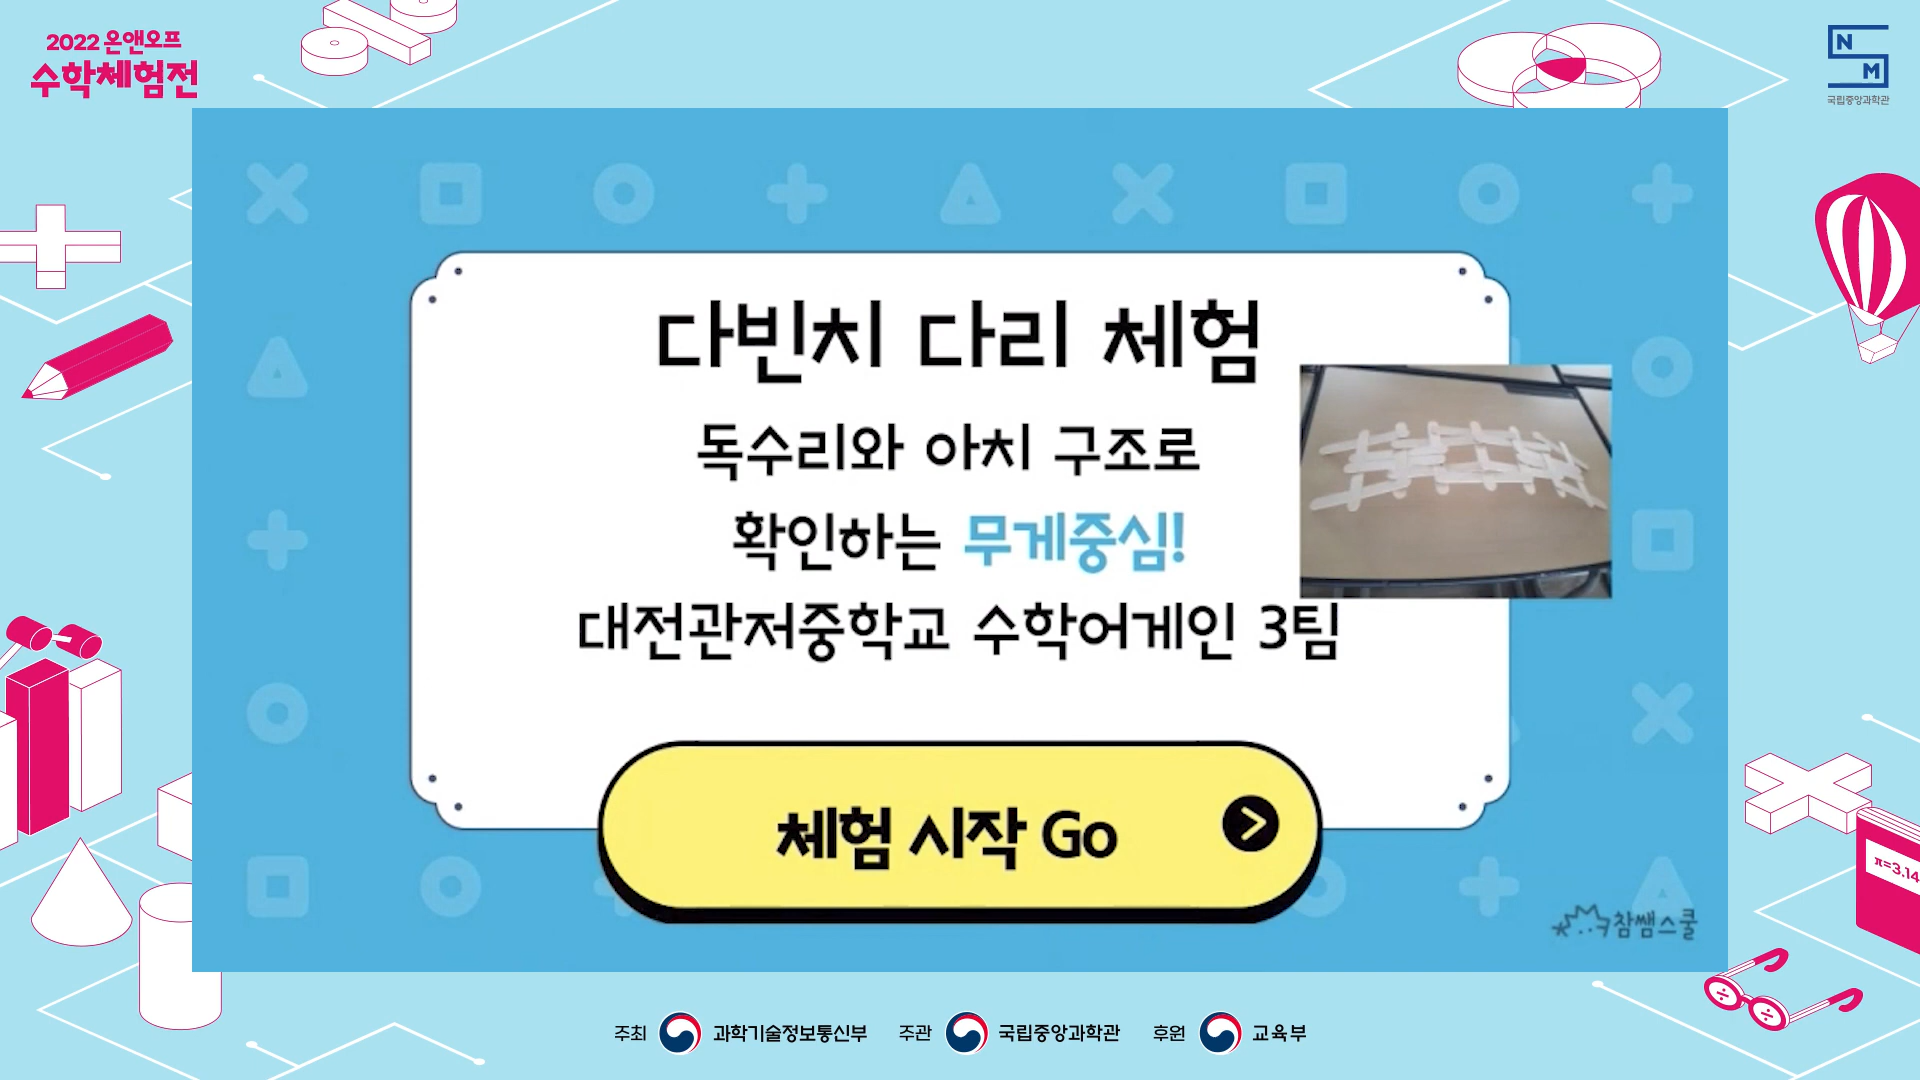 2022 온앤오프
수학체험전
N
M
국립중앙과학관
다빈치 다리 체험
독수리와 아치 구조로
확인하는 무게중심!
대전관저중학교 수학어게인 3팀
체험 시작 Go
참쌤스쿨
π=3.14
주최 과학기술정보통신부 주관 국립중앙과학관 후원 교육부